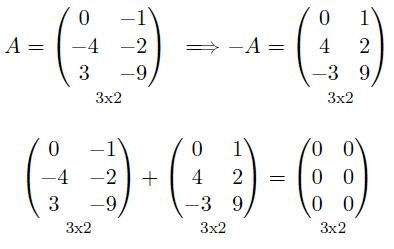 A = ( 0 −1 ) ⟹ −A = ( 0 1 )
( −4 −2 ) ( 4 2 )
( 3 −9 ) ( −3 9 )
3x2 3x2
( 0 −1 ) + ( 0 1 ) = ( 0 0 )
( −4 −2 ) ( 4 2 ) ( 0 0 )
( 3 −9 ) ( −3 9 ) ( 0 0 )
3x2 3x2 3x2